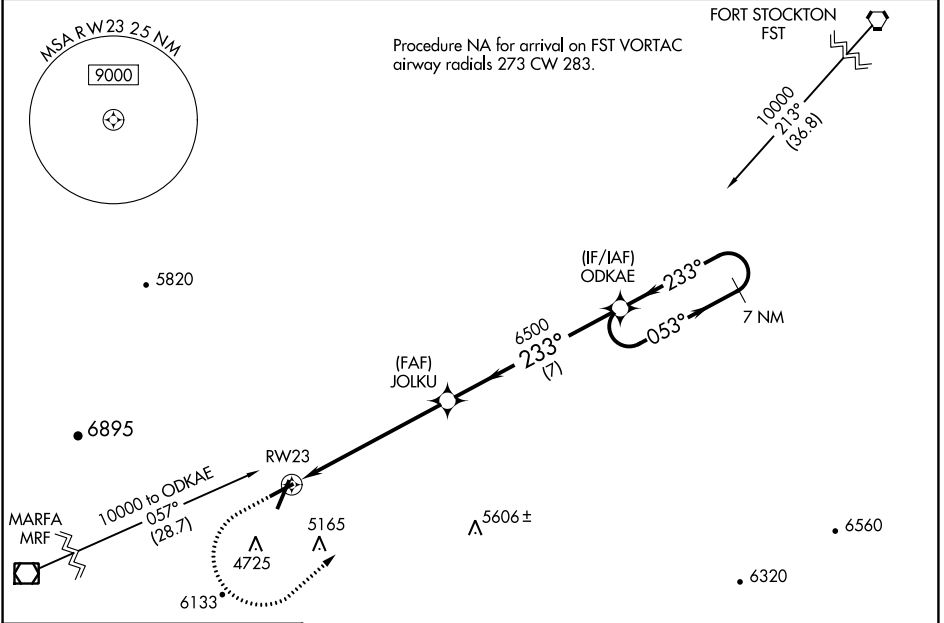 MSA RW23 25 NM
9000
Procedure NA for arrival on FST VORTAC
airway radials 273 CW 283.
FORT STOCKTON
FST
10000
213°
(36.8)
5820
(IF/IAF)
ODKAE
233°
053°
7 NM
6500
233°
(7)
(FAF)
JOLKU
6895
RW23
10000 to ODKAE
057°
(28.7)
MARFA
MRF
5165
4725
5606±
6560
6320
6133